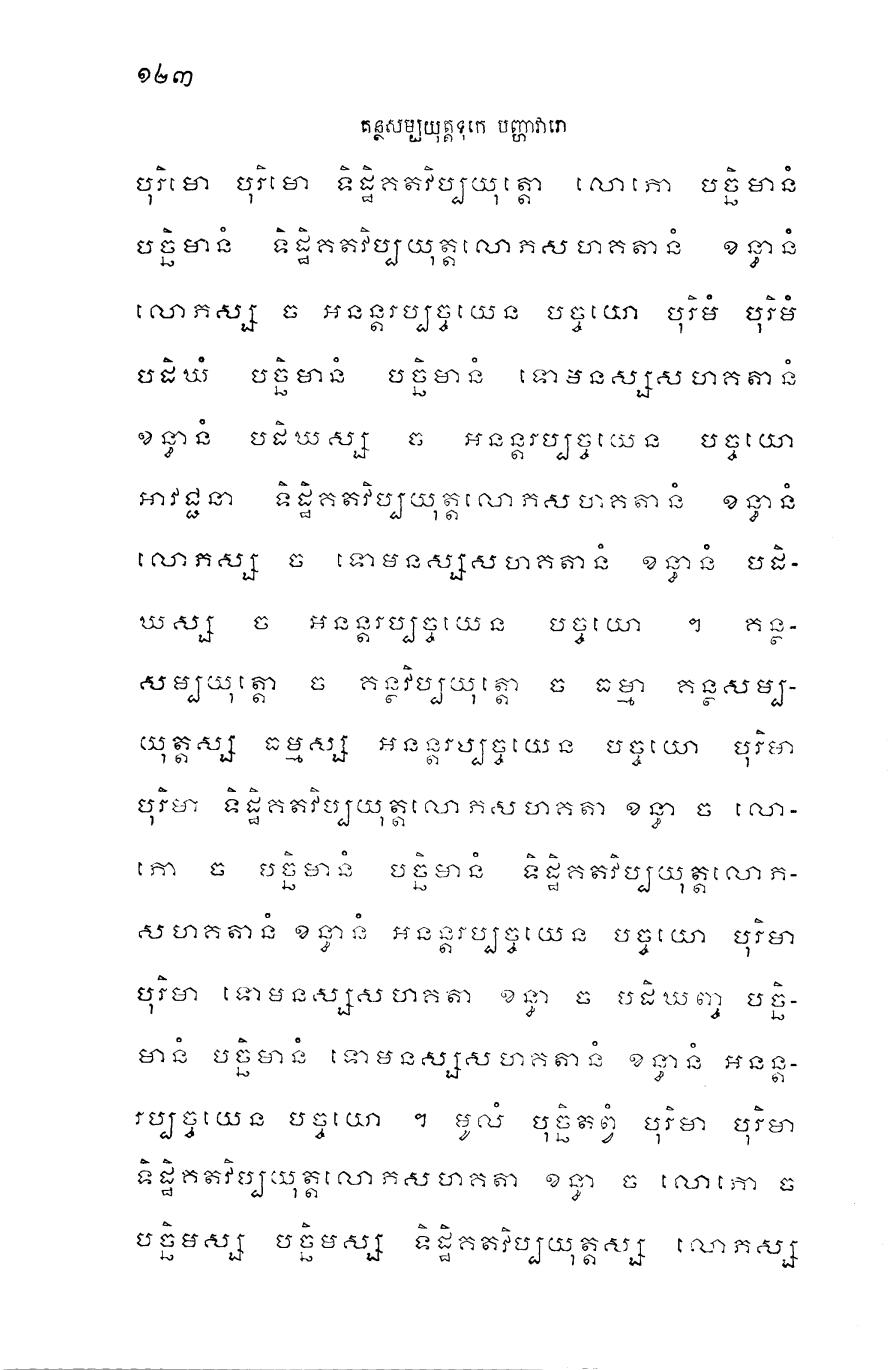 ១២៣
គន្ថសម្បយុត្តទុកេ បញ្ហាវារោ
បុរិមោ បុរិមោ ទិដ្ឋិគតវិប្បយុត្តោ លោភោ បច្ឆិមានំ
បច្ឆិមានំ ទិដ្ឋិគតវិប្បយុត្តលោភសហគតានំ ខន្ធានំ
លោភស្ស ច អនន្តរប្បច្ចយេន បច្ចយោ បុរិមំ បុរិមំ
បដិឃំ បច្ឆិមានំ បច្ឆិមានំ ទោមនស្សសហគតានំ
ខន្ធានំ បដិឃស្ស ច អនន្តរប្បច្ចយេន បច្ចយោ
អាវជ្ជនា ទិដ្ឋិគតវិប្បយុត្តលោភសហគតានំ ខន្ធានំ
លោភស្ស ច ទោមនស្សសហគតានំ ខន្ធានំ បដិ-
ឃស្ស ច អនន្តរប្បច្ចយេន បច្ចយោ ។ គន្ថ-
សម្បយុត្តោ ច គន្ថវិប្បយុត្តោ ច ធម្មា គន្ថសម្ប-
យុត្តស្ស ធម្មស្ស អនន្តរប្បច្ចយេន បច្ចយោ បុរិមា
បុរិមា ទិដ្ឋិគតវិប្បយុត្តលោភសហគតា ខន្ធា ច លោ-
ភោ ច បច្ឆិមានំ បច្ឆិមានំ ទិដ្ឋិគតវិប្បយុត្តលោភ-
សហគតានំ ខន្ធានំ អនន្តរប្បច្ចយេន បច្ចយោ បុរិមា
បុរិមា ទោមនស្សសហគតា ខន្ធា ច បដិឃញ្ច បច្ឆិ-
មានំ បច្ឆិមានំ ទោមនស្សសហគតានំ ខន្ធានំ អនន្ត-
រប្បច្ចយេន បច្ចយោ ។ មូលំ បុច្ឆិតព្វំ បុរិមា បុរិមា
ទិដ្ឋិគតវិប្បយុត្តលោភសហគតា ខន្ធា ច លោភោ ច
បច្ឆិមស្ស បច្ឆិមស្ស ទិដ្ឋិគតវិប្បយុត្តស្ស លោភស្ស